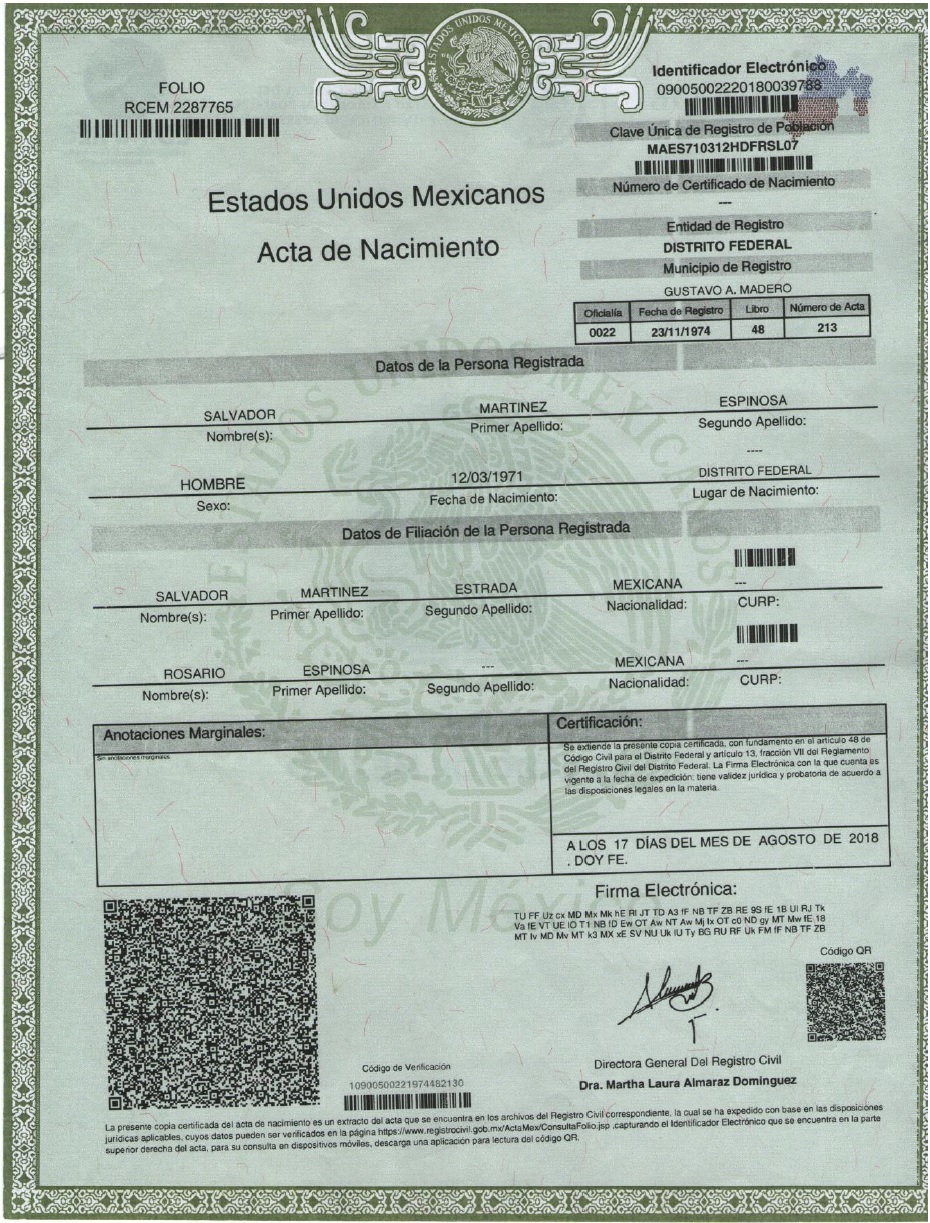 ESTADOS UNIDOS MEXICANOS
FOLIO
RCEM 2287765
Identificador Electrónico
09005002220180039788
Clave Única de Registro de Población
MAES710312HDFRSL07
Número de Certificado de Nacimiento
---
Entidad de Registro
DISTRITO FEDERAL
Municipio de Registro
GUSTAVO A. MADERO
Oficialía Fecha de Registro Libro Número de Acta
0022 23/11/1974 48 213
Estados Unidos Mexicanos
Acta de Nacimiento
Datos de la Persona Registrada
SALVADOR MARTINEZ ESPINOSA
Nombre(s): Primer Apellido: Segundo Apellido:
----
HOMBRE 12/03/1971 DISTRITO FEDERAL
Sexo: Fecha de Nacimiento: Lugar de Nacimiento:
Datos de Filiación de la Persona Registrada
SALVADOR MARTINEZ ESTRADA MEXICANA ---
Nombre(s): Primer Apellido: Segundo Apellido: Nacionalidad: CURP:
ROSARIO ESPINOSA --- MEXICANA ---
Nombre(s): Primer Apellido: Segundo Apellido: Nacionalidad: CURP:
Anotaciones Marginales:
Sin anotaciones marginales.
Certificación:
Se extiende la presente copia certificada, con fundamento en el artículo 48 de
Código Civil para el Distrito Federal y artículo 13, fracción VII del Reglamento
del Registro Civil del Distrito Federal. La Firma Electrónica con la que cuenta es
vigente a la fecha de expedición; tiene validez jurídica y probatoria de acuerdo a
las disposiciones legales en la materia.
A LOS 17 DÍAS DEL MES DE AGOSTO DE 2018
. DOY FE.
Soy México
Firma Electrónica:
TU FF Uz cx MD Mx Mk hE Rl JT TD A3 fF NB TF ZB RE 9S fE 1B Ul RJ Tk
Va fE VT UE lO T1 NB fD Ew OT Aw NT Aw Mj Ix OT c0 ND gy MT Mw fE 18
MT Iv MD Mv MT k3 MX xE SV NU Uk lU Ty BG RU RF Uk FM fF NB TF ZB
Código QR
Directora General Del Registro Civil
Dra. Martha Laura Almaraz Dominguez
Código de Verificación
10900500221974482130
La presente copia certificada del acta de nacimiento es un extracto del acta que se encuentra en los archivos del Registro Civil correspondiente, la cual se ha expedido con base en las disposiciones
jurídicas aplicables, cuyos datos pueden ser verificados en la página https://www.registrocivil.gob.mx/ActaMex/ConsultaFolio.jsp ,capturando el Identificador Electrónico que se encuentra en la parte
superior derecha del acta, para su consulta en dispositivos móviles, descarga una aplicación para lectura del código QR.